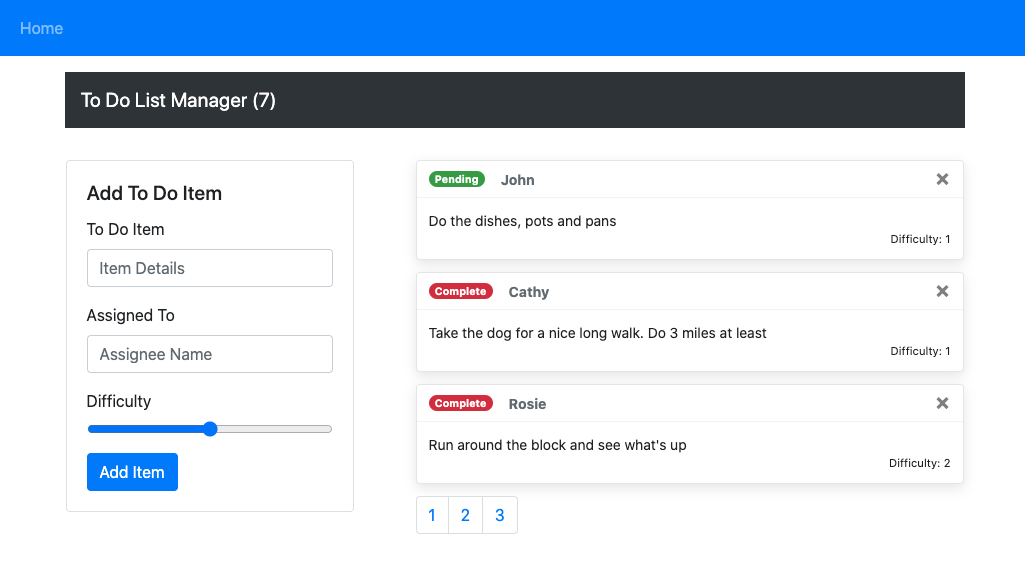 Home
To Do List Manager (7)
Add To Do Item
To Do Item
Item Details
Assigned To
Assignee Name
Difficulty
Add Item
Pending John ×
Do the dishes, pots and pans
Difficulty: 1
Complete Cathy ×
Take the dog for a nice long walk. Do 3 miles at least
Difficulty: 1
Complete Rosie ×
Run around the block and see what's up
Difficulty: 2
1 2 3